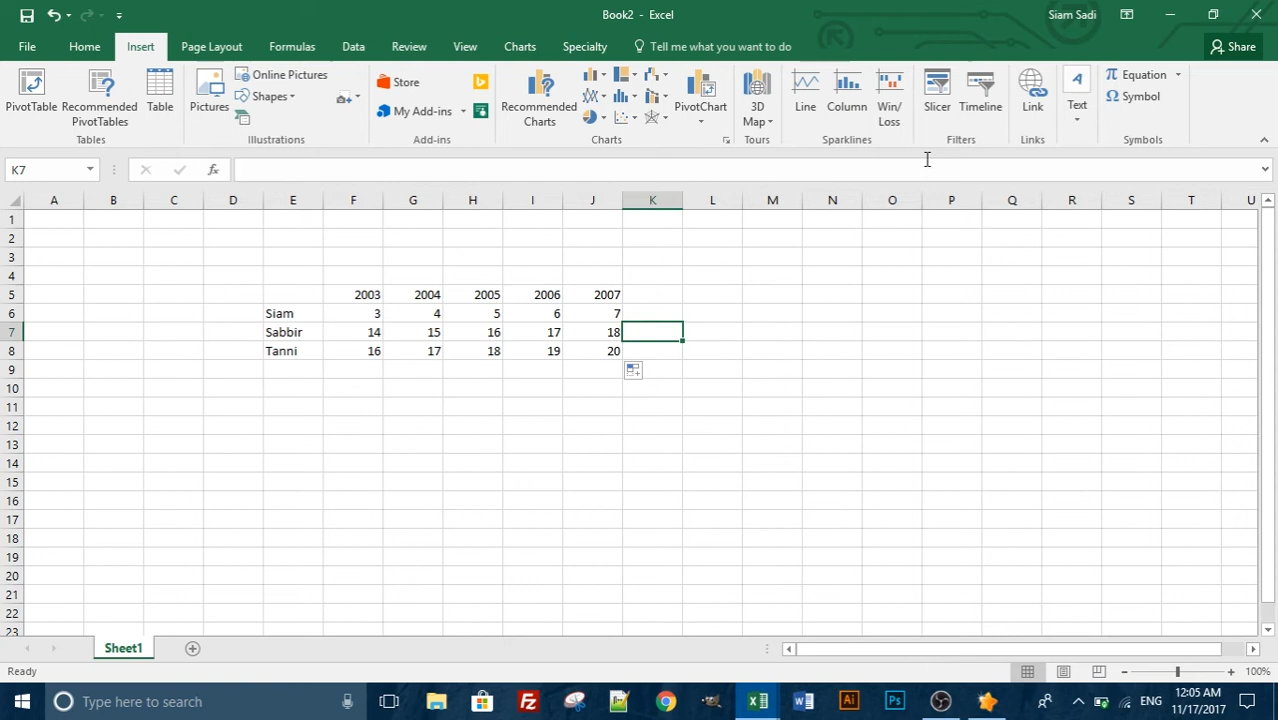 Book2 - Excel
Siam Sadi
File Home Insert Page Layout Formulas Data Review View Charts Specialty Tell me what you want to do Share
PivotTable
Recommended
PivotTables
Table
Tables
Pictures
Online Pictures
Shapes
Illustrations
Store
My Add-ins
Add-ins
Recommended
Charts
PivotChart
Charts
3D
Map
Tours
Line
Column
Win/
Loss
Sparklines
Slicer
Timeline
Filters
Link
Links
A
Text
Equation
Symbol
Symbols
K7 fx
A B C D E F G H I J K L M N O P Q R S T U
1
2
3
4
5 2003 2004 2005 2006 2007
6 Siam 3 4 5 6 7
7 Sabbir 14 15 16 17 18
8 Tanni 16 17 18 19 20
9
10
11
12
13
14
15
16
17
18
19
20
21
22
23
Sheet1
Ready 100%
Type here to search
Ai
Ps
ENG
12:05 AM
11/17/2017